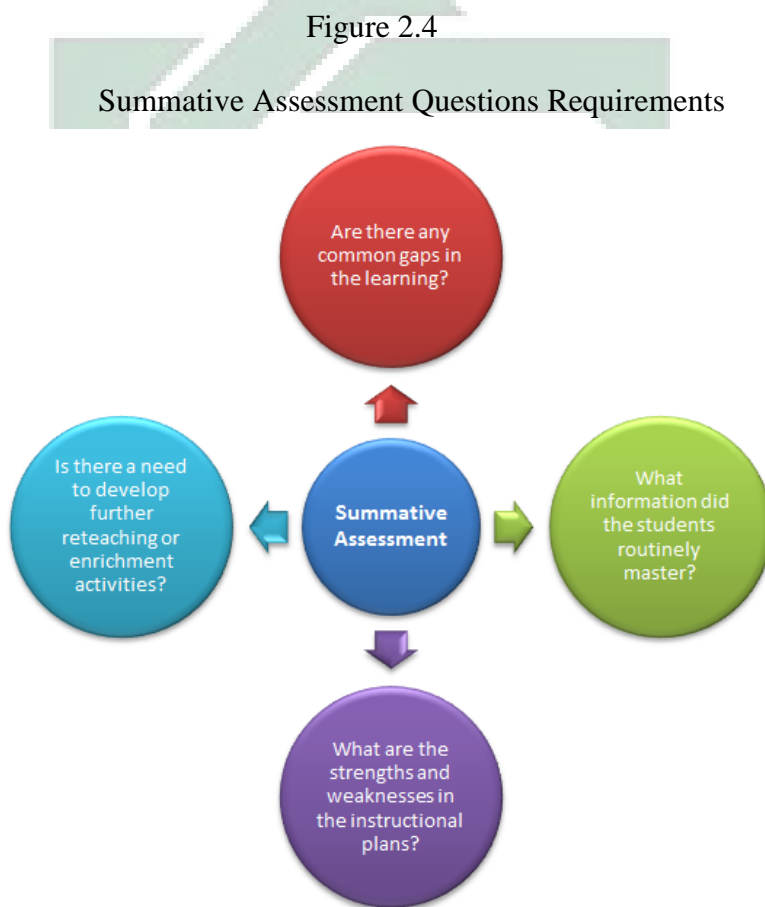 Figure 2.4
Summative Assessment Questions Requirements
Are there any
common gaps in
the learning?
Is there a need
to develop
further
reteaching or
enrichment
activities?
Summative
Assessment
What
information did
the students
routinely
master?
What are the
strengths and
weaknesses in
the instructional
plans?